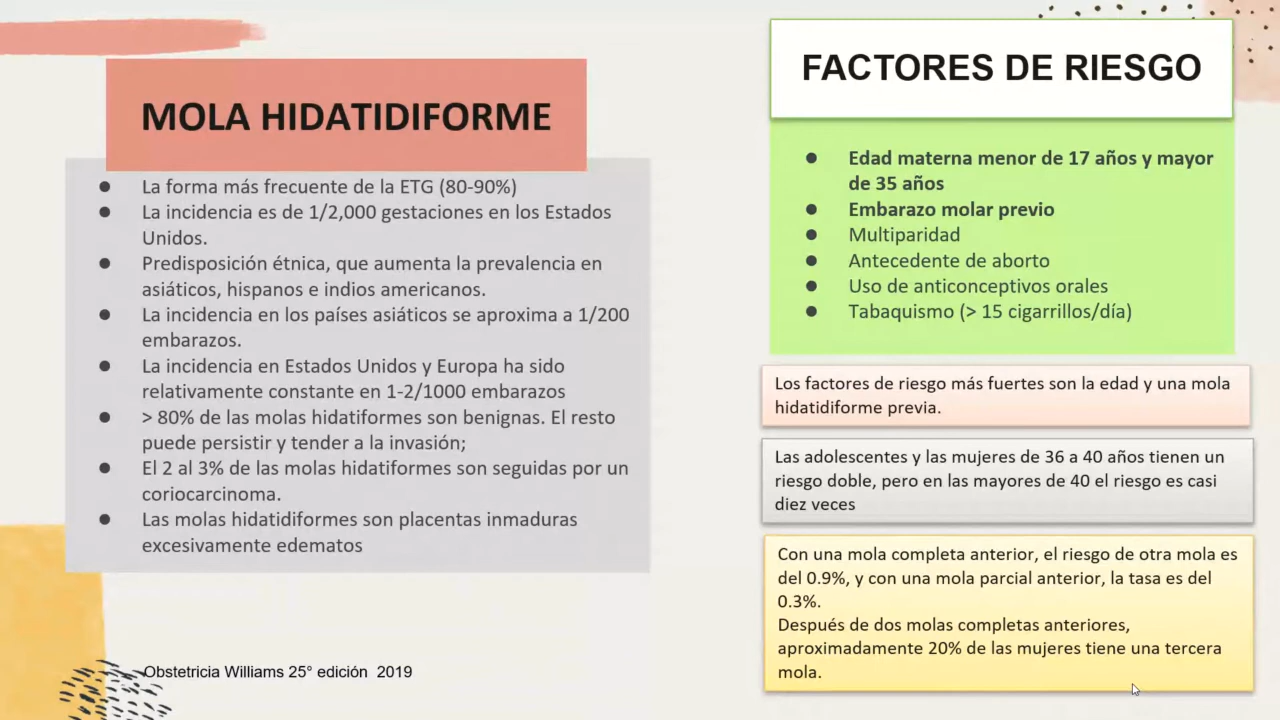 MOLA HIDATIDIFORME
● La forma más frecuente de la ETG (80-90%)
● La incidencia es de 1/2,000 gestaciones en los Estados
Unidos.
● Predisposición étnica, que aumenta la prevalencia en
asiáticos, hispanos e indios americanos.
● La incidencia en los países asiáticos se aproxima a 1/200
embarazos.
● La incidencia en Estados Unidos y Europa ha sido
relativamente constante en 1-2/1000 embarazos
● > 80% de las molas hidatiformes son benignas. El resto
puede persistir y tender a la invasión;
● El 2 al 3% de las molas hidatiformes son seguidas por un
coriocarcinoma.
● Las molas hidatidiformes son placentas inmaduras
excesivamente edematos
Obstetricia Williams 25° edición 2019
FACTORES DE RIESGO
● Edad materna menor de 17 años y mayor
de 35 años
● Embarazo molar previo
● Multiparidad
● Antecedente de aborto
● Uso de anticonceptivos orales
● Tabaquismo (> 15 cigarrillos/día)
Los factores de riesgo más fuertes son la edad y una mola
hidatidiforme previa.
Las adolescentes y las mujeres de 36 a 40 años tienen un
riesgo doble, pero en las mayores de 40 el riesgo es casi
diez veces
Con una mola completa anterior, el riesgo de otra mola es
del 0.9%, y con una mola parcial anterior, la tasa es del
0.3%.
Después de dos molas completas anteriores,
aproximadamente 20% de las mujeres tiene una tercera
mola.